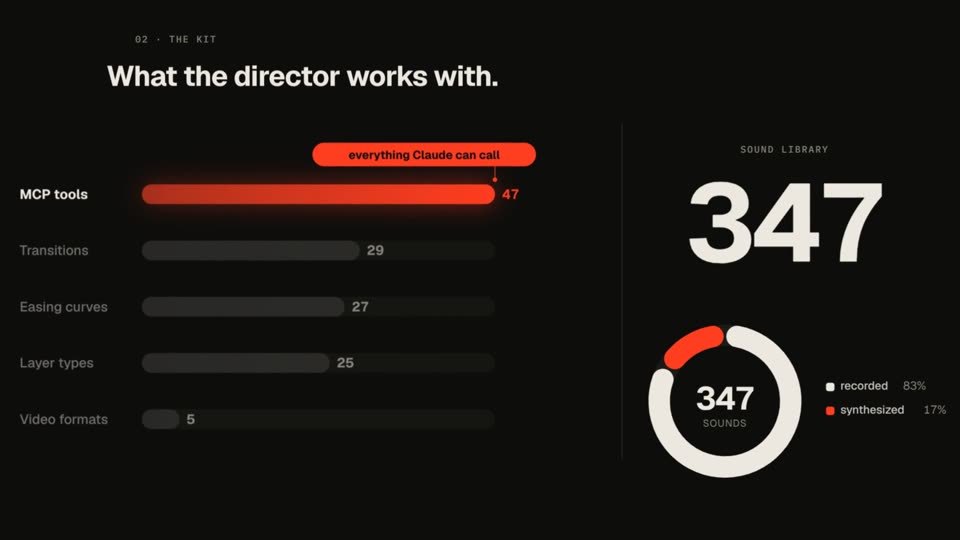 02 · THE KIT
What the director works with.
everything Claude can call
MCP tools 47
Transitions 29
Easing curves 27
Layer types 25
Video formats 5
SOUND LIBRARY
347
347
SOUNDS
recorded 83%
synthesized 17%